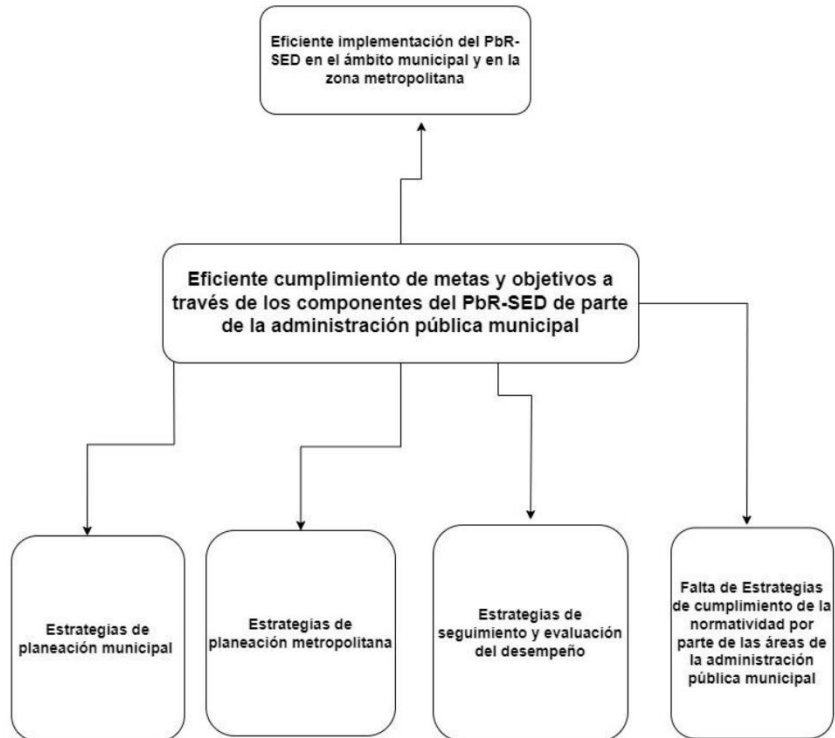 Eficiente implementación del PbR-
SED en el ámbito municipal y en la
zona metropolitana
Eficiente cumplimiento de metas y objetivos a
través de los componentes del PbR-SED de parte
de la administración pública municipal
Estrategias de
planeación municipal
Estrategias de
planeación metropolitana
Estrategias de
seguimiento y evaluación
del desempeño
Falta de Estrategias
de cumplimiento de la
normatividad por
parte de las áreas de
la administración
pública municipal